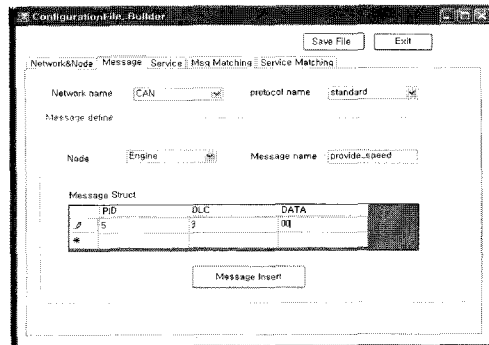 ConfigurationFile_Builder
Save File Exit
Network&Node Message Service Msg Matching Service Matching
Network name CAN protocol name standard
Message define
Node Engine Message name provide_speed
Message Struct
PID DLC DATA
5 00
*
Message Insert